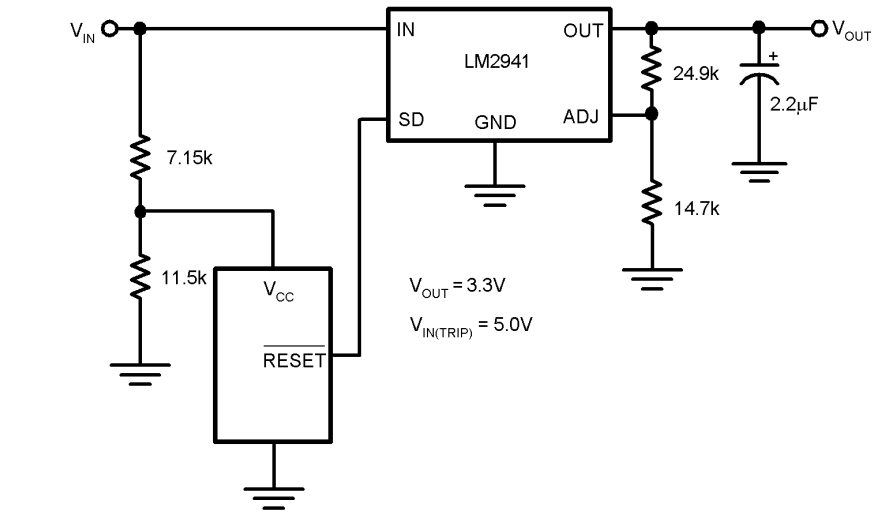 VIN
IN
OUT
VOUT
LM2941
24.9k
SD
GND
ADJ
2.2µF
7.15k
14.7k
11.5k
VCC
VOUT = 3.3V
VIN(TRIP) = 5.0V
RESET
+